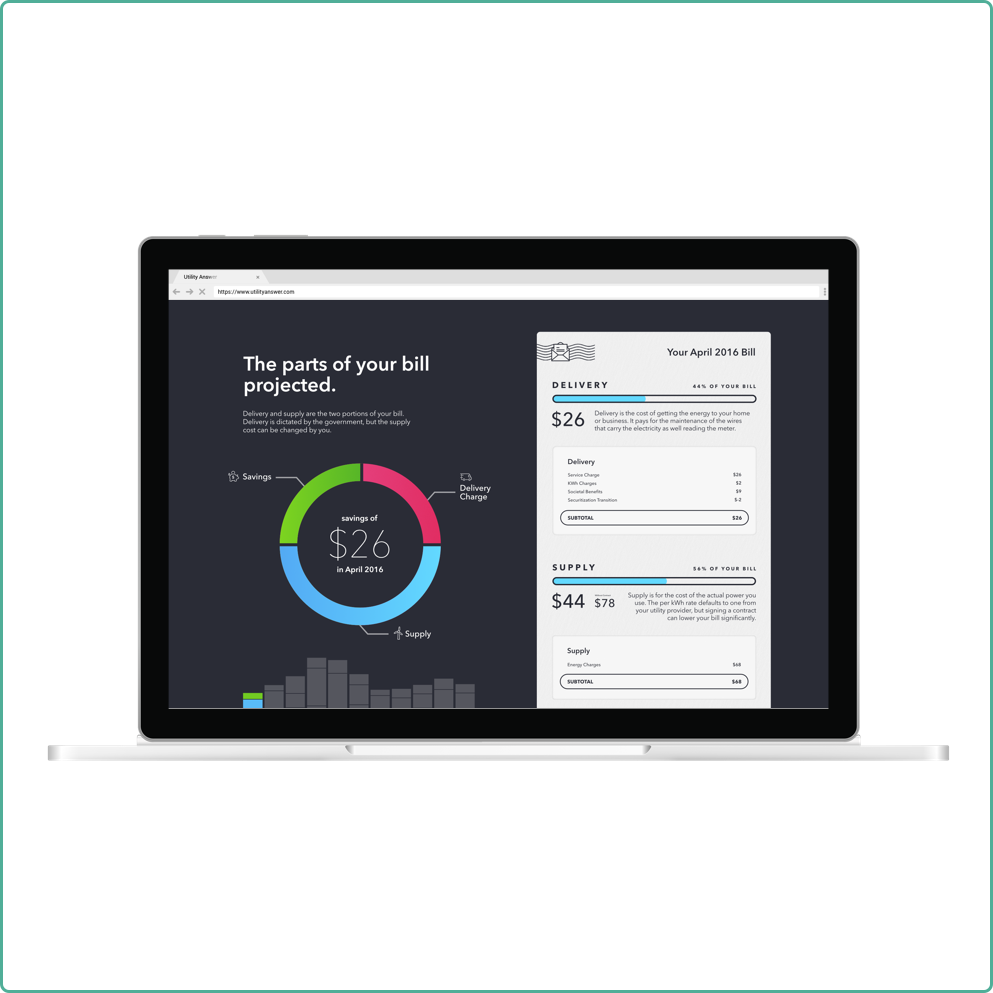 Utility Answer
https://www.utilityanswer.com
The parts of your bill
projected.
Delivery and supply are the two portions of your bill.
Delivery is dictated by the government, but the supply
cost can be changed by you.
Savings
Delivery
Charge
savings of
$26
in April 2016
Supply
Your April 2016 Bill
DELIVERY 44% OF YOUR BILL
$26
Delivery is the cost of getting the energy to your home
or business. It pays for the maintenance of the wires
that carry the electricity as well reading the meter.
Delivery
Service Charge $26
KWh Charges $2
Societal Benefits $9
Securitization Transition $-2
SUBTOTAL $26
SUPPLY 56% OF YOUR BILL
$44 $78
Supply is for the cost of the actual power you
use. The per kWh rate defaults to one from
your utility provider, but signing a contract
can lower your bill significantly.
Supply
Energy Charges $68
SUBTOTAL $68